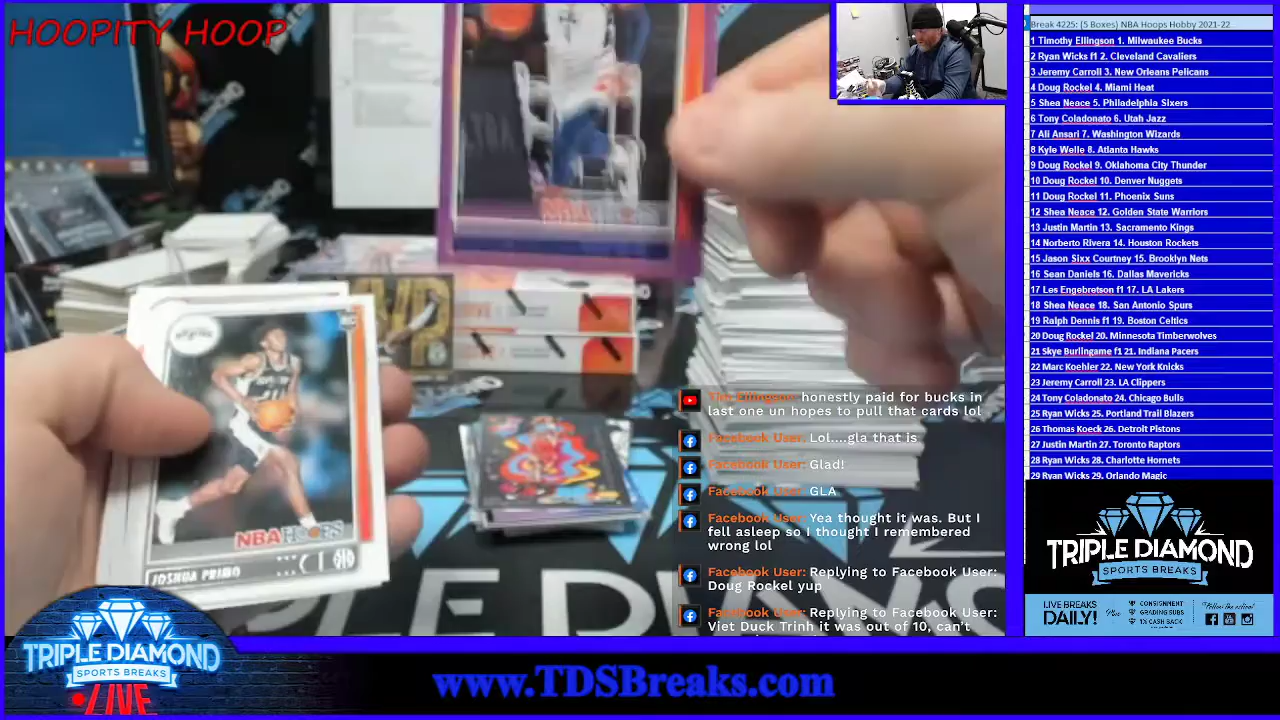 HOOPITY HOOP
NBA HOOPS
JOSHUA PRIMO
honestly paid for bucks in
last one un hopes to pull that cards lol
Facebook User: Lol....gla that is
Facebook User: Glad!
Facebook User: GLA
Facebook User: Yea thought it was. But I
fell asleep so I thought I remembered
wrong lol
Facebook User: Replying to Facebook User:
Doug Rockel yup
Facebook User: Replying to Facebook User:
Viet Duck Trinh it was out of 10, can't
Break 4225: (5 Boxes) NBA Hoops Hobby 2021-22
1 Timothy Ellingson 1. Milwaukee Bucks
2 Ryan Wicks f1 2. Cleveland Cavaliers
3 Jeremy Carroll 3. New Orleans Pelicans
4 Doug Rockel 4. Miami Heat
5 Shea Neace 5. Philadelphia Sixers
6 Tony Coladonato 6. Utah Jazz
7 Ali Ansari 7. Washington Wizards
8 Kyle Welle 8. Atlanta Hawks
9 Doug Rockel 9. Oklahoma City Thunder
10 Doug Rockel 10. Denver Nuggets
11 Doug Rockel 11. Phoenix Suns
12 Shea Neace 12. Golden State Warriors
13 Justin Martin 13. Sacramento Kings
14 Norberto Rivera 14. Houston Rockets
15 Jason Sixx Courtney 15. Brooklyn Nets
16 Sean Daniels 16. Dallas Mavericks
17 Les Engebretson f1 17. LA Lakers
18 Shea Neace 18. San Antonio Spurs
19 Ralph Dennis f1 19. Boston Celtics
20 Doug Rockel 20. Minnesota Timberwolves
21 Skye Burlingame f1 21. Indiana Pacers
22 Marc Koehler 22. New York Knicks
23 Jeremy Carroll 23. LA Clippers
24 Tony Coladonato 24. Chicago Bulls
25 Ryan Wicks 25. Portland Trail Blazers
26 Thomas Koeck 26. Detroit Pistons
27 Justin Martin 27. Toronto Raptors
28 Ryan Wicks 28. Charlotte Hornets
29 Ryan Wicks 29. Orlando Magic
TRIPLE DIAMOND
SPORTS BREAKS
LIVE BREAKS
DAILY!
Plus
CONSIGNMENT
GRADING SUBS
1% CASH BACK
Follow the action!
TRIPLE DIAMOND
SPORTS BREAKS
LIVE
www.TDSBreaks.com